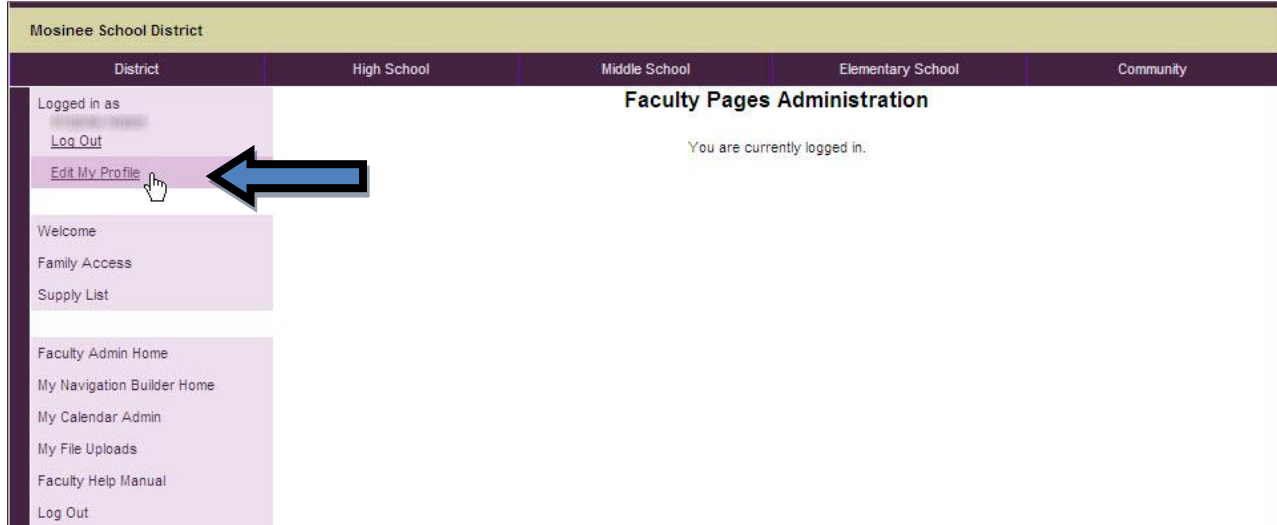 Mosinee School District
District High School Middle School Elementary School Community
Logged in as
Log Out
Edit My Profile
Faculty Pages Administration
You are currently logged in.
Welcome
Family Access
Supply List
Faculty Admin Home
My Navigation Builder Home
My Calendar Admin
My File Uploads
Faculty Help Manual
Log Out